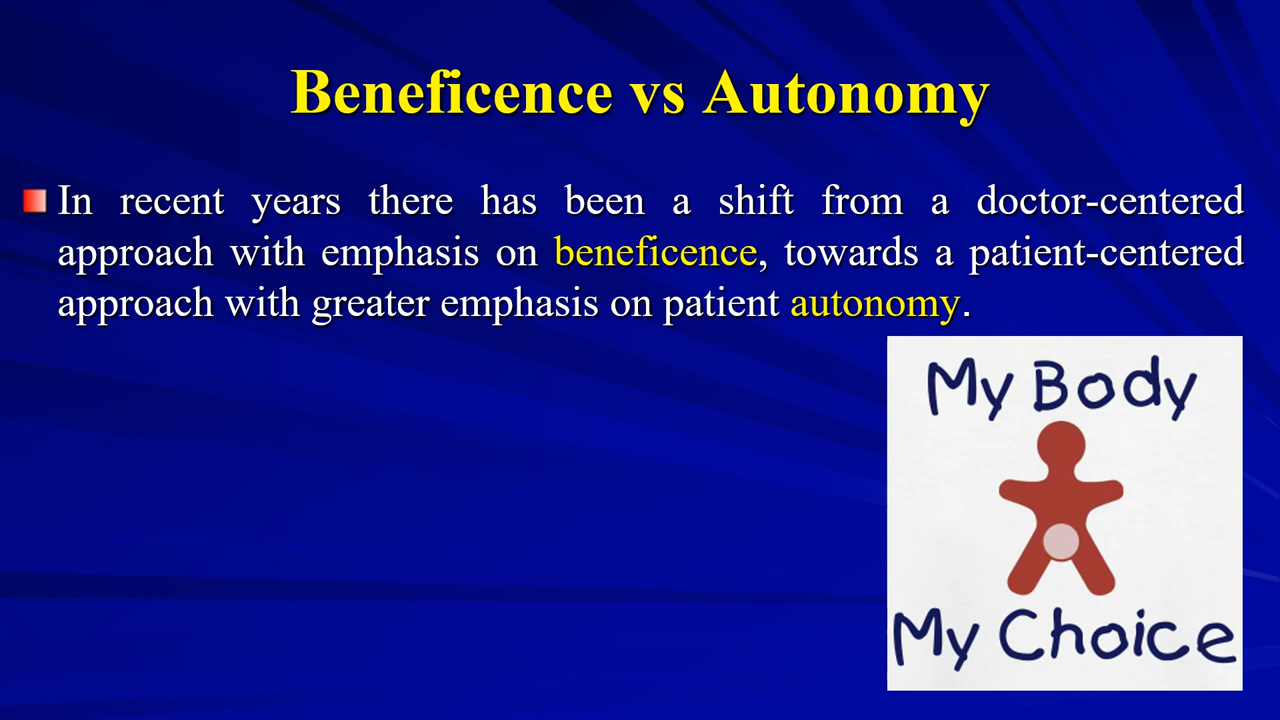 Beneficence vs Autonomy
In recent years there has been a shift from a doctor-centered
approach with emphasis on beneficence, towards a patient-centered
approach with greater emphasis on patient autonomy.
My Body
My Choice